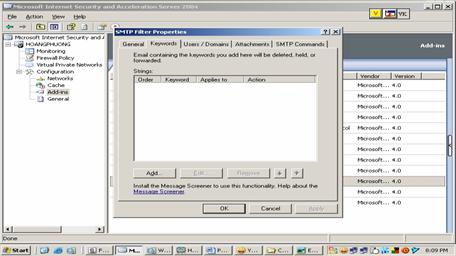 Microsoft Internet Security and Acceleration Server 2004
File Action View Help
Microsoft Internet Security and A
HOANGPHUONG
Monitoring
Firewall Policy
Virtual Private Networks
Configuration
Networks
Cache
Add-ins
General
Add-ins
Vendor Version
Microsoft... 4.0
Microsoft... 4.0
Microsoft... 4.0
Microsoft... 4.0
Microsoft... 4.0
Microsoft... 4.0
Microsoft... 4.0
Microsoft... 4.0
Microsoft... 4.0
Microsoft... 4.0
SMTP Filter Properties
General Keywords Users / Domains Attachments SMTP Commands
Email containing the keywords you add here will be deleted, held, or
forwarded.
Strings:
Order Keyword Applies to Action
Add... Edit... Remove
Install the Message Screener to use this functionality. Help about the
Message Screener.
OK Cancel Apply
Done
Start
8:09 PM